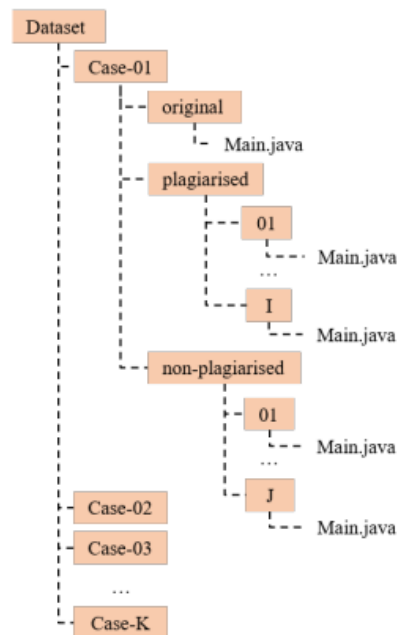 Dataset
Case-01
original
Main.java
plagiarised
01
Main.java
...
I
Main.java
non-plagiarised
01
Main.java
...
J
Main.java
Case-02
Case-03
...
Case-K